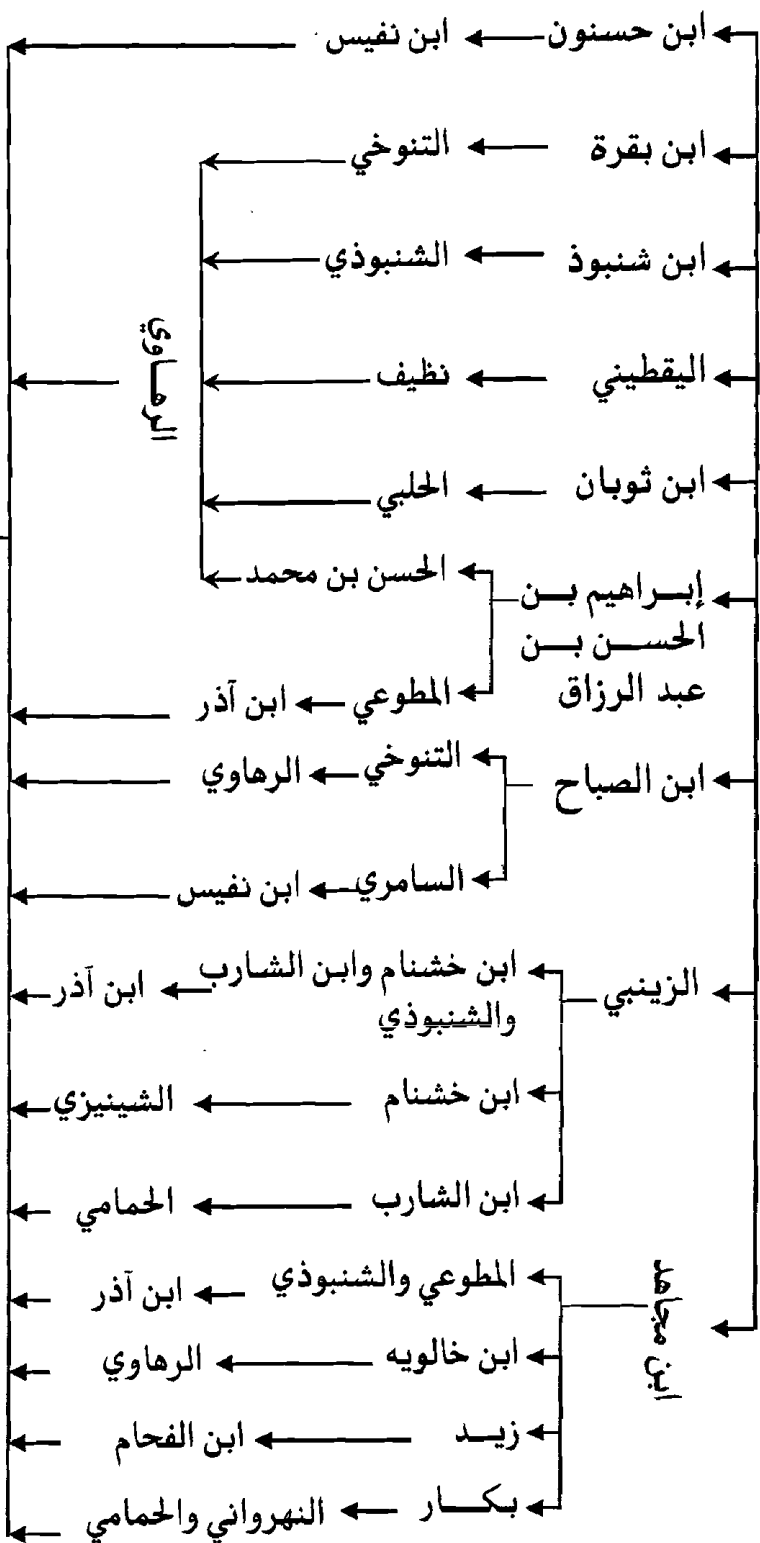 ابن حسنون ابن نفيس
ابن بقرة التنوخي
ابن شنبوذ الشنبوذي
الرهاوي
اليقطيني نظيف
ابن ثوبان الحلبي
إبراهيم بن الحسن بن محمد
الحسن بن
عبد الرزاق المطوعي ابن آذر
ابن الصباح التنوخي الرهاوي
السامري ابن نفيس
الزينبي ابن خشنام وابن الشارب ابن آذر
والشنبوذي
ابن خشنام الشينيزي
ابن الشارب الحمامي
ابن مجاهد
المطوعي والشنبوذي ابن آذر
ابن خالويه الرهاوي
زيد ابن الفحام
بكار النهرواني والحمامي